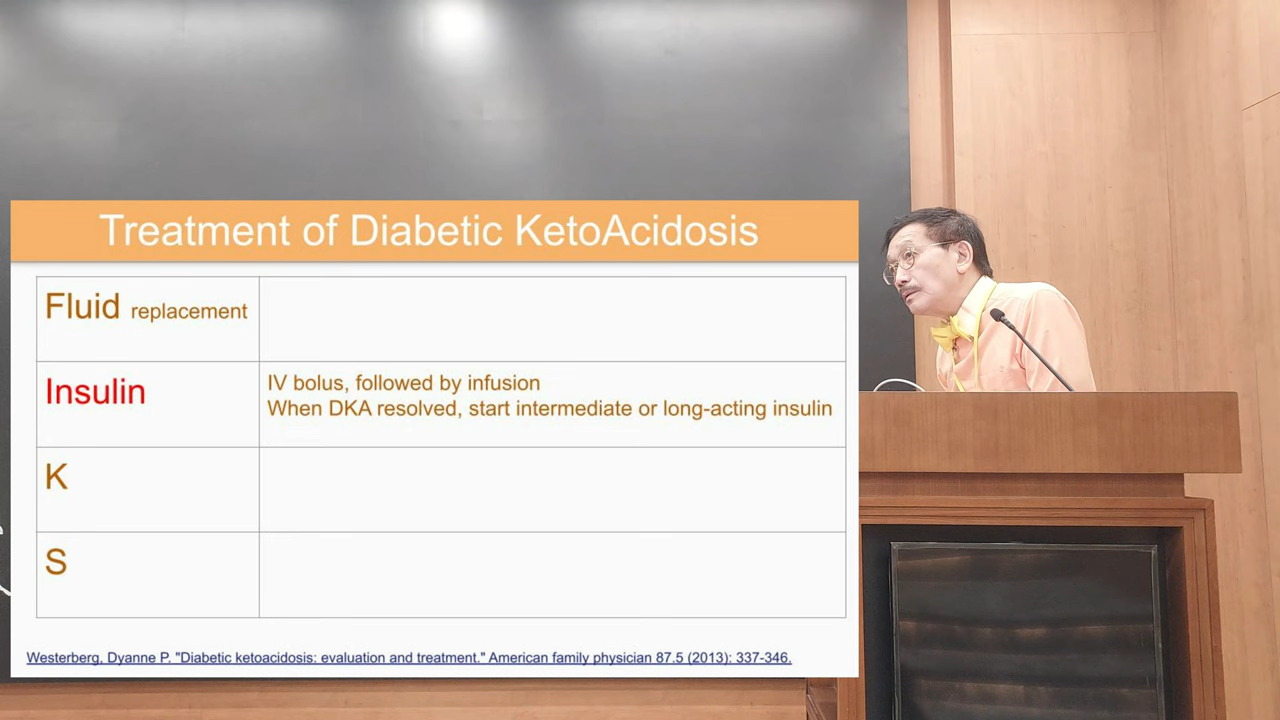 Treatment of Diabetic KetoAcidosis
Fluid replacement
Insulin
IV bolus, followed by infusion
When DKA resolved, start intermediate or long-acting insulin
K
S
Westerberg, Dyanne P. "Diabetic ketoacidosis: evaluation and treatment." American family physician 87.5 (2013): 337-346.